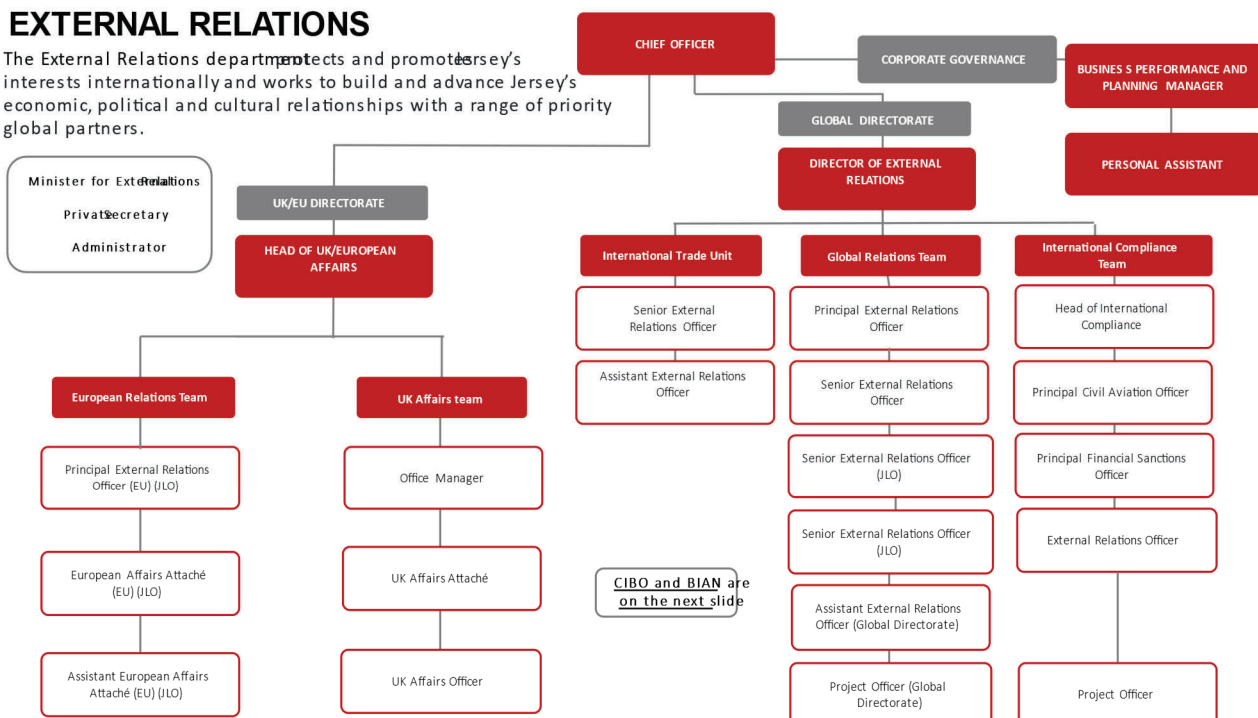 EXTERNAL RELATIONS
The External Relations department protects and promotes Jersey's
interests internationally and works to build and advance Jersey's
economic, political and cultural relationships with a range of priority
global partners.
Minister for External Relations
Private Secretary
Administrator
CHIEF OFFICER
CORPORATE GOVERNANCE
BUSINES S PERFORMANCE AND
PLANNING MANAGER
PERSONAL ASSISTANT
GLOBAL DIRECTORATE
DIRECTOR OF EXTERNAL
RELATIONS
UK/EU DIRECTORATE
HEAD OF UK/EUROPEAN
AFFAIRS
European Relations Team
Principal External Relations
Officer (EU) (JLO)
European Affairs Attaché
(EU) (JLO)
Assistant European Affairs
Attaché (EU) (JLO)
UK Affairs team
Office Manager
UK Affairs Attaché
UK Affairs Officer
International Trade Unit
Senior External
Relations Officer
Assistant External Relations
Officer
CIBO and BIAN are
on the next slide
Global Relations Team
Principal External Relations
Officer
Senior External Relations
Officer
Senior External Relations Officer
(JLO)
Senior External Relations Officer
(JLO)
Assistant External Relations
Officer (Global Directorate)
Project Officer (Global
Directorate)
International Compliance
Team
Head of International
Compliance
Principal Civil Aviation Officer
Principal Financial Sanctions
Officer
External Relations Officer
Project Officer